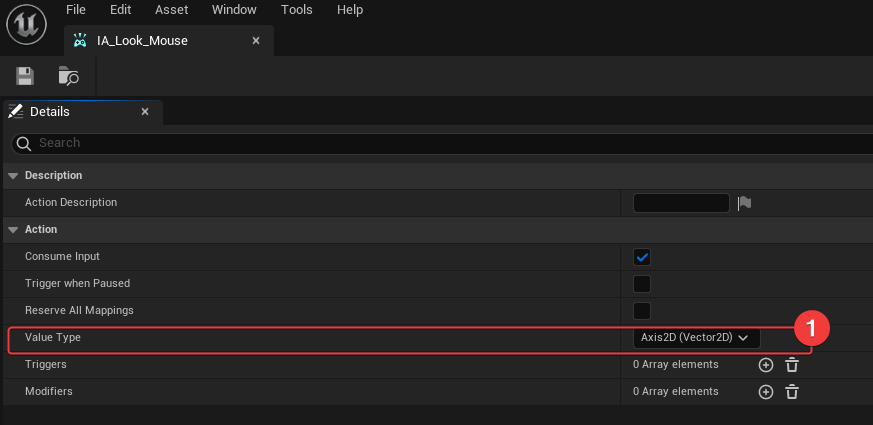 File Edit Asset Window Tools Help
IA_Look_Mouse
Details
Search
Description
Action Description
Action
Consume Input
Trigger when Paused
Reserve All Mappings
Value Type Axis2D (Vector2D) 1
Triggers 0 Array elements
Modifiers 0 Array elements